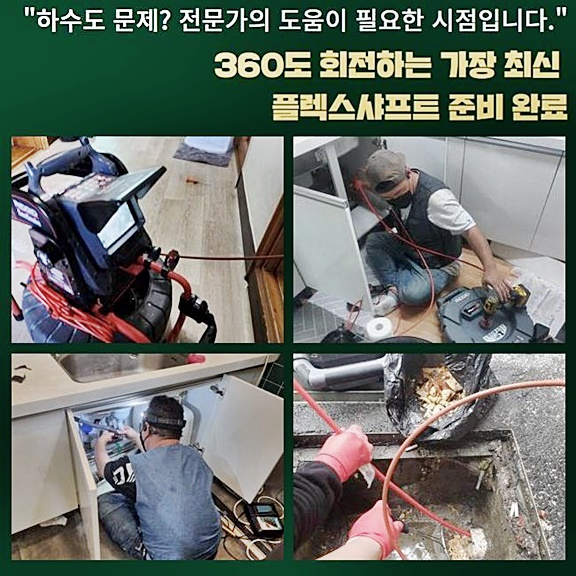 "하수도 문제? 전문가의 도움이 필요한 시점입니다."
360도 회전하는 가장 최신
플렉스샤프트 준비 완료